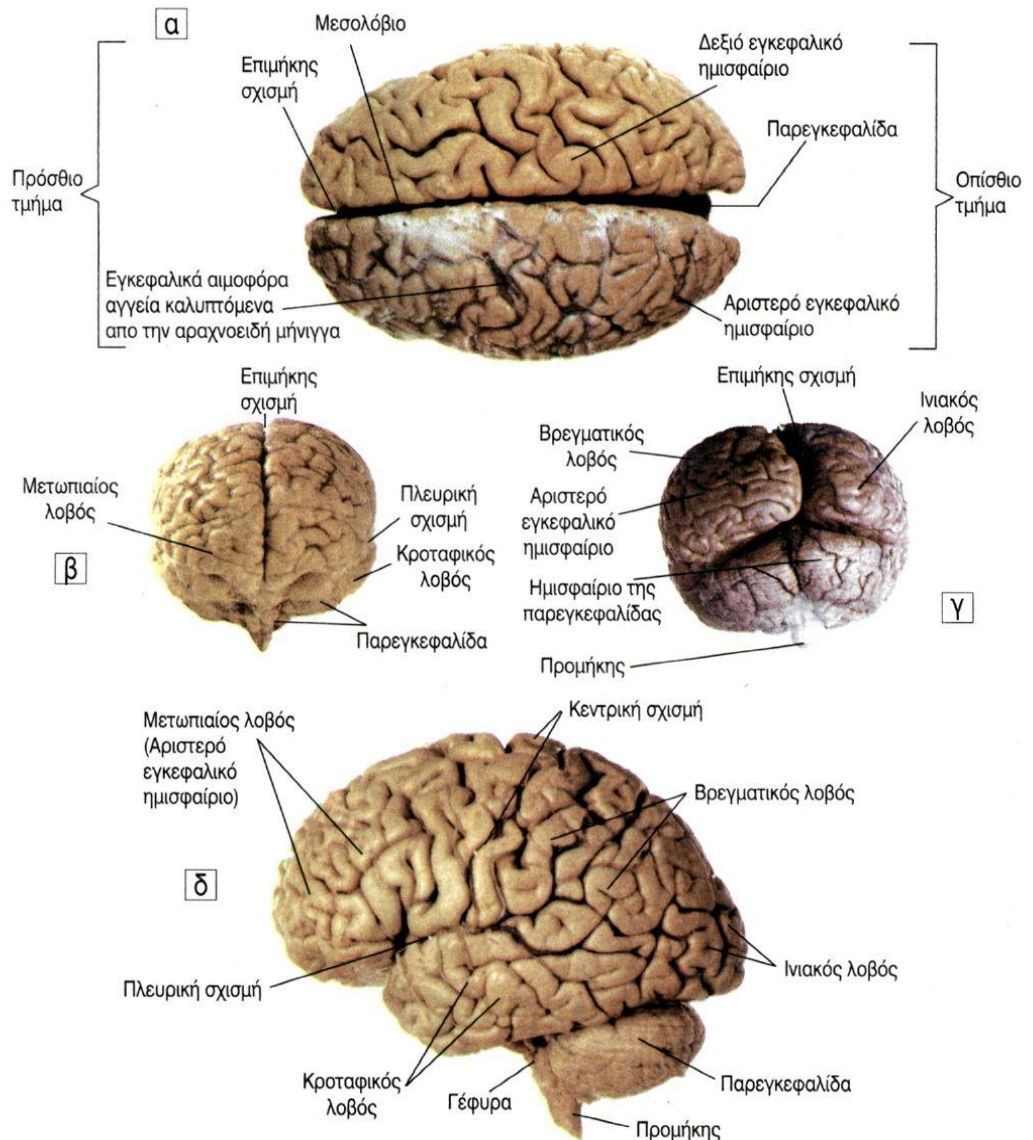 α
Μεσολόβιο
Δεξιό εγκεφαλικό
ημισφαίριο
Επιμήκης
σχισμή
Παρεγκεφαλίδα
Πρόσθιο
τμήμα
Οπίσθιο
τμήμα
Εγκεφαλικά αιμοφόρα
αγγεία καλυπτόμενα
απο την αραχνοειδή μήνιγγα
Αριστερό εγκεφαλικό
ημισφαίριο
Επιμήκης
σχισμή
Μετωπιαίος
λοβός
Πλευρική
σχισμή
Κροταφικός
λοβός
β
Παρεγκεφαλίδα
Επιμήκης σχισμή
Ινιακός
λοβός
Βρεγματικός
λοβός
Αριστερό
εγκεφαλικό
ημισφαίριο
Ημισφαίριο της
παρεγκεφαλίδας
γ
Προμήκης
Μετωπιαίος λοβός
(Αριστερό
εγκεφαλικό
ημισφαίριο)
Κεντρική σχισμή
Βρεγματικός λοβός
δ
Πλευρική σχισμή
Ινιακός λοβός
Κροταφικός
λοβός
Γέφυρα
Παρεγκεφαλίδα
Προμήκης